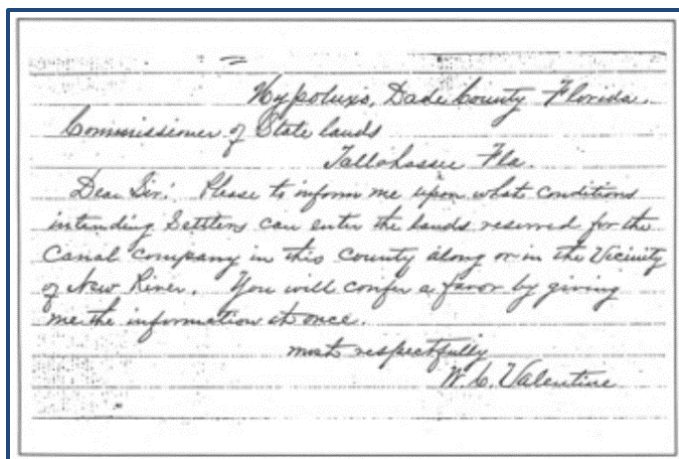 Hypoluxo, Dade County Florida.
Commissioner of State lands
Tallahassee Fla.
Dear Sir: Please to inform me upon what conditions
intending Settlers can enter the lands reserved for the
Canal company in this County along or in the Vicinity
of New River. You will confer a favor by giving
me the information at once.
most respectfully
W. C. Valentine